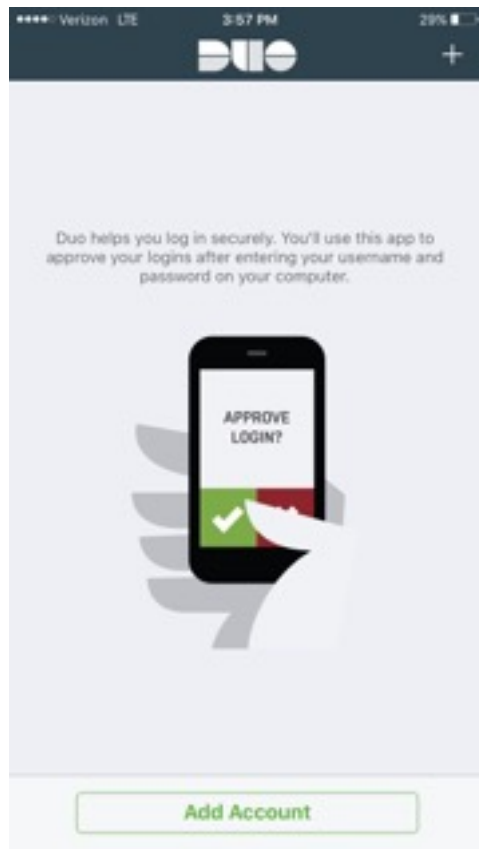 Verizon LTE 3:57 PM 29%
DUO +
Duo helps you log in securely. You'll use this app to
approve your logins after entering your username and
password on your computer.
APPROVE
LOGIN?
Add Account